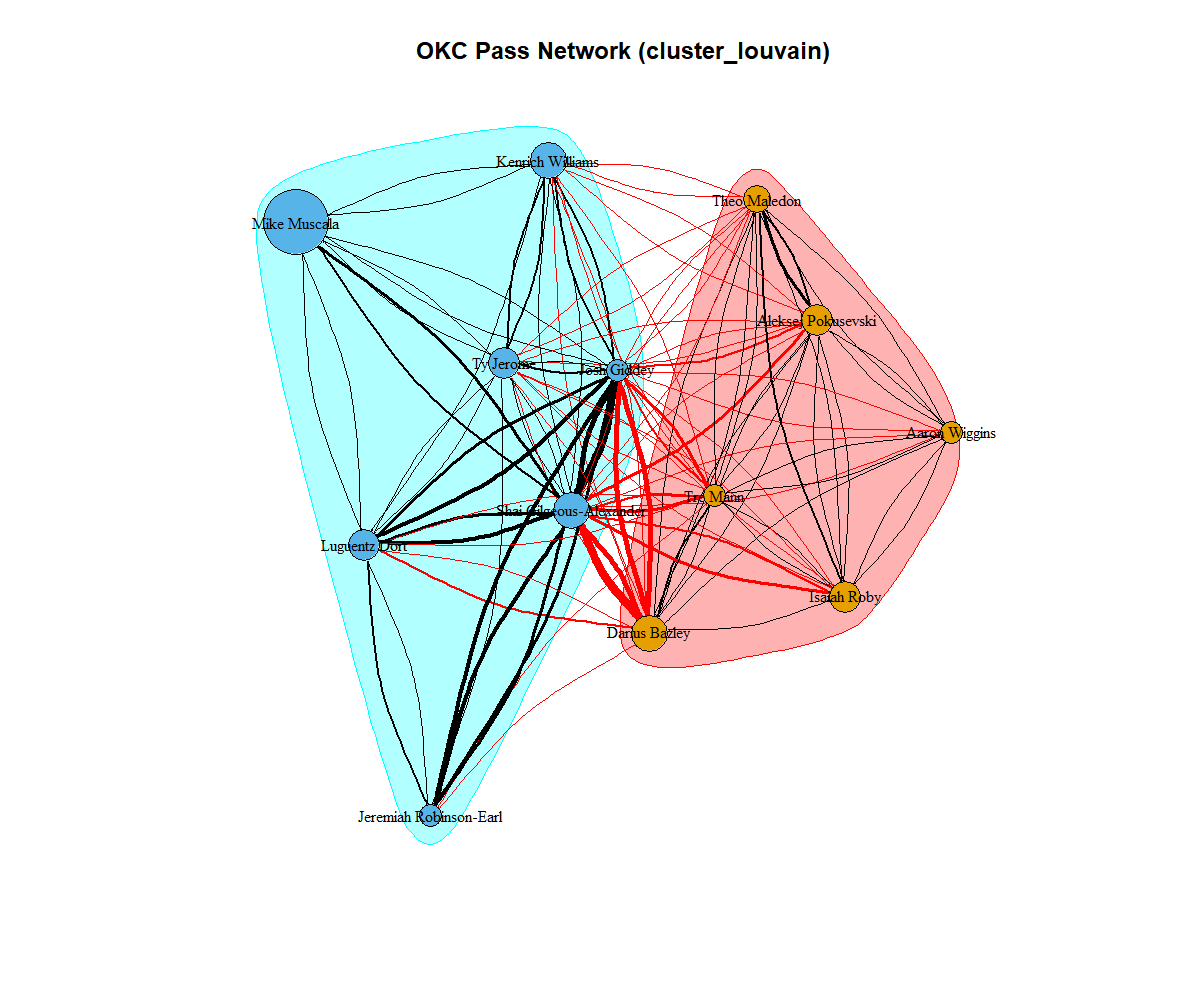 OKC Pass Network (cluster_louvain)
Kenrich Williams
Theo Maledon
Mike Muscala
Aleksej Pokusevski
Ty Jerome
Josh Giddey
Aaron Wiggins
Tre Mann
Shai Gilgeous-Alexander
Luguentz Dort
Isaiah Roby
Darius Bazley
Jeremiah Robinson-Earl